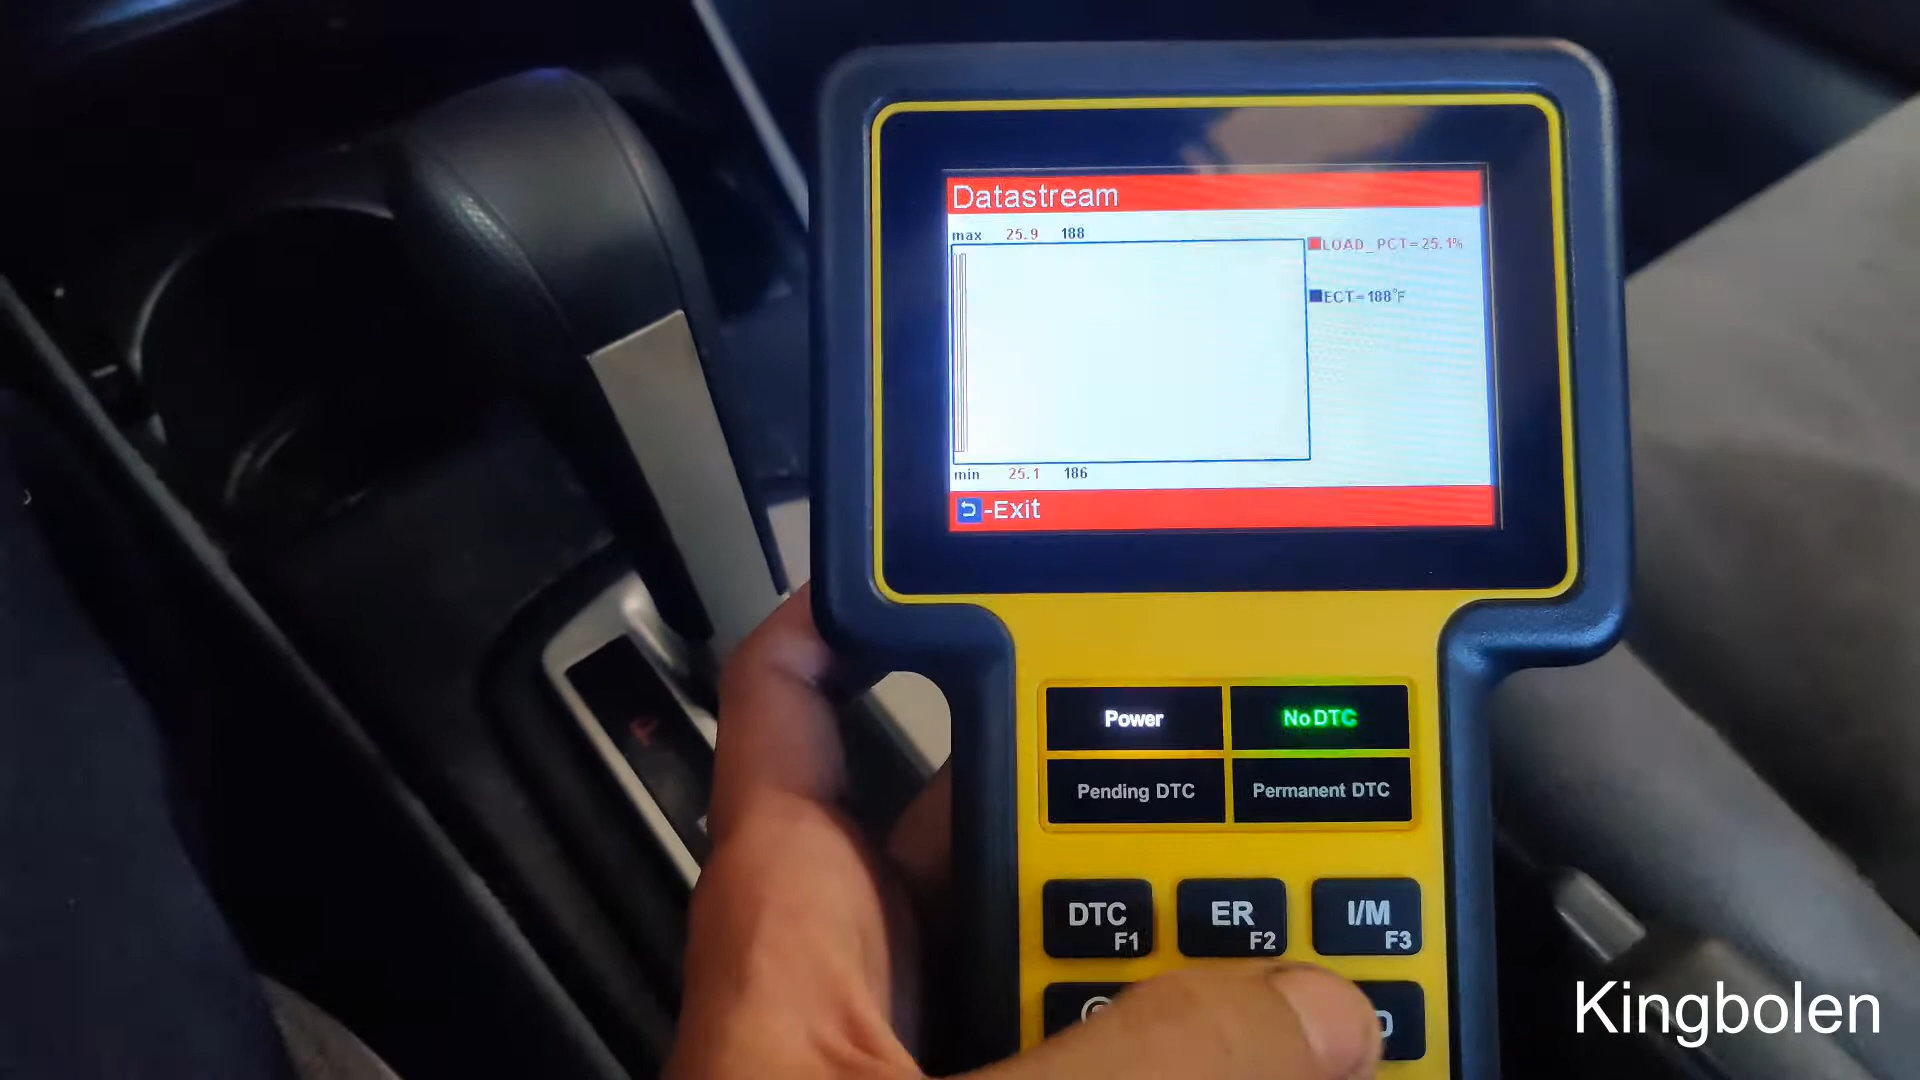 Datastream
max 25.9 188
LOAD_PCT=25.1%
ECT=188°F
min 25.1 186
-Exit
Power
No DTC
Pending DTC
Permanent DTC
DTC F1
ER F2
I/M F3
P
Kingbolen